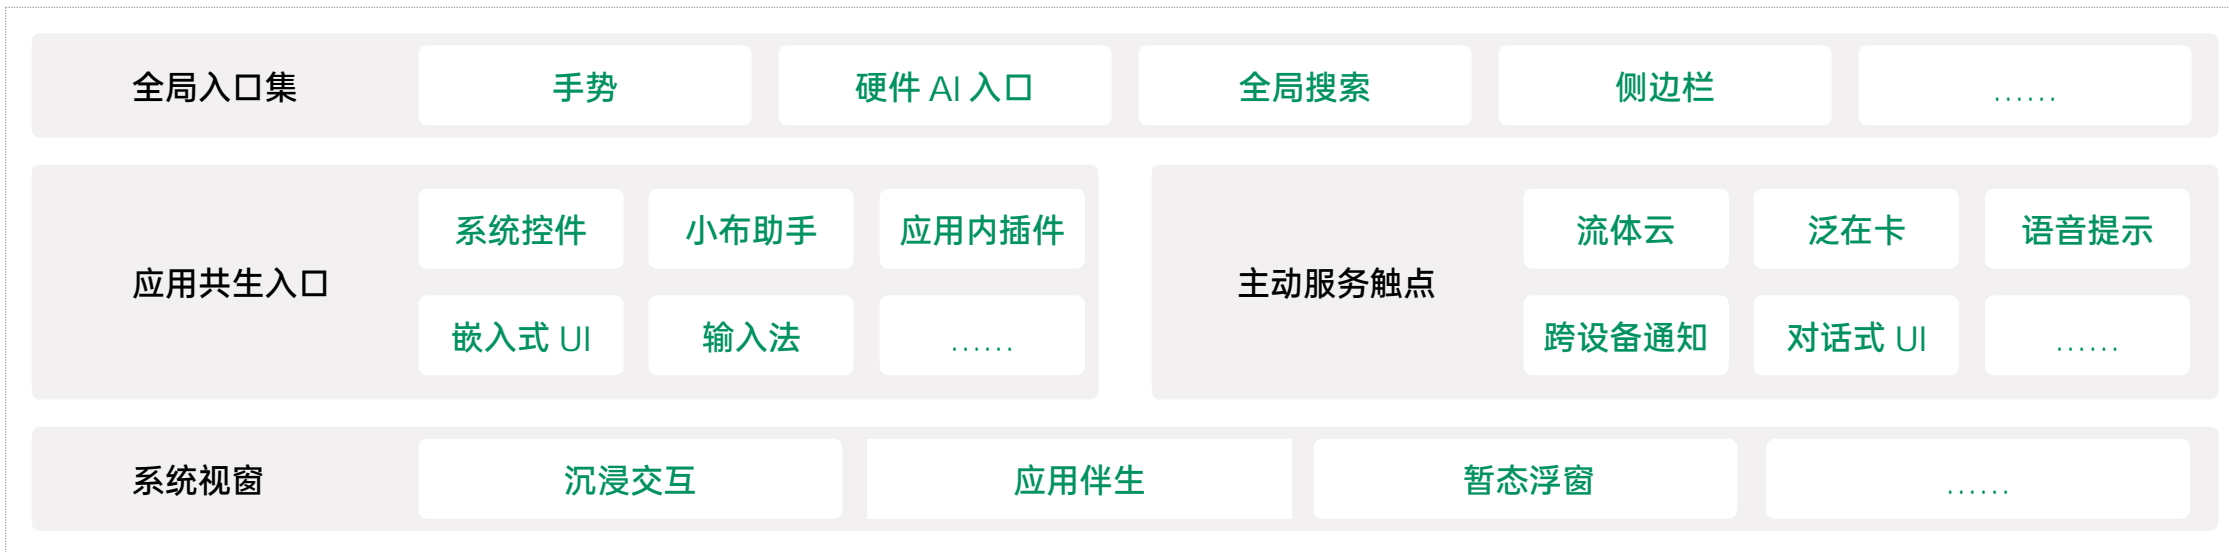 全局入口集 手势 硬件 AI 入口 全局搜索 侧边栏 ……
应用共生入口
系统控件 小布助手 应用内插件
嵌入式 UI 输入法 ……
主动服务触点
流体云 泛在卡 语音提示
跨设备通知 对话式 UI ……
系统视窗 沉浸交互 应用伴生 暂态浮窗 ……